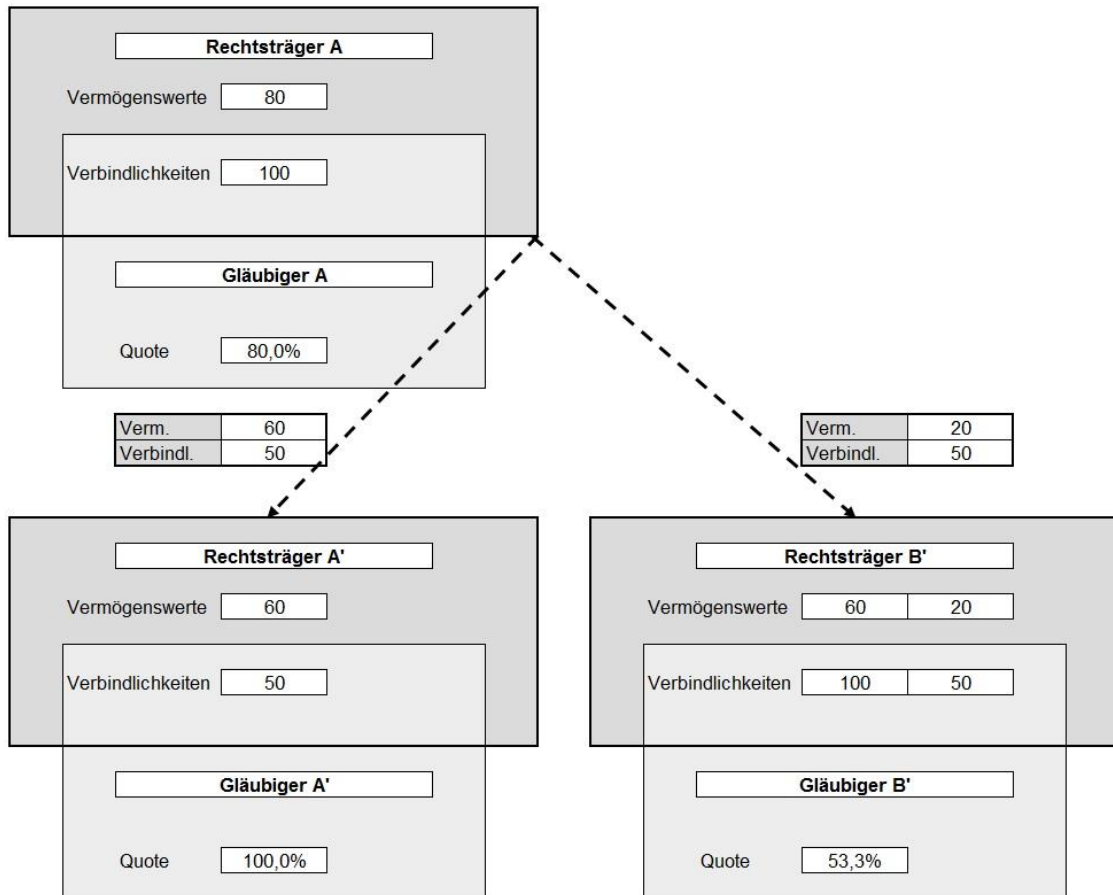 Rechtsträger A
Vermögenswerte 80
Verbindlichkeiten 100
Gläubiger A
Quote 80,0%
Verm. 60
Verbindl. 50
Verm. 20
Verbindl. 50
Rechtsträger A'
Vermögenswerte 60
Verbindlichkeiten 50
Gläubiger A'
Quote 100,0%
Rechtsträger B'
Vermögenswerte 60 20
Verbindlichkeiten 100 50
Gläubiger B'
Quote 53,3%